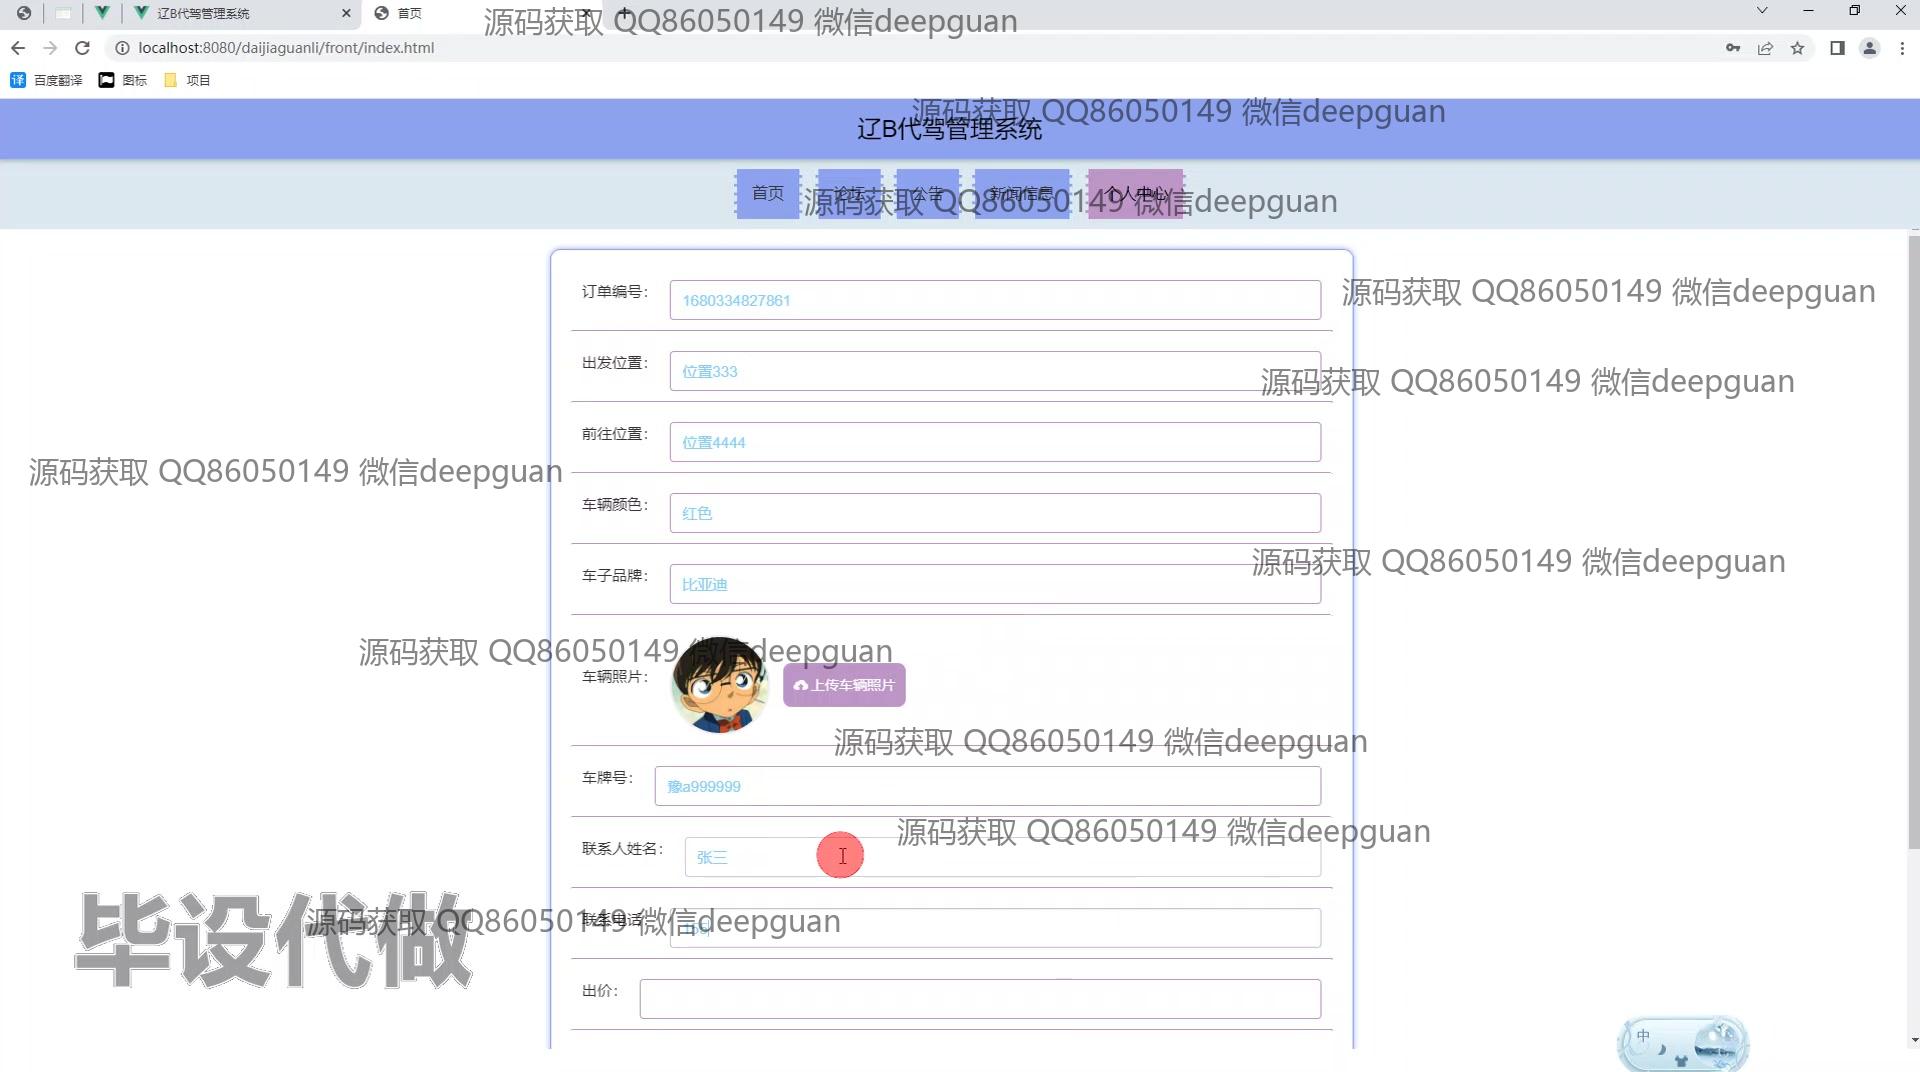 辽B代驾管理系统
首页
源码获取 QQ86050149 微信deepguan
localhost:8080/daijiaguanli/front/index.html
百度翻译
图标
项目
源码获取 QQ86050149 微信deepguan
辽B代驾管理系统
首页
论坛
公告
新闻信息
个人中心
源码获取 QQ86050149 微信deepguan
订单编号：
1680334827861
源码获取 QQ86050149 微信deepguan
出发位置：
位置333
源码获取 QQ86050149 微信deepguan
前往位置：
位置4444
源码获取 QQ86050149 微信deepguan
车辆颜色：
红色
源码获取 QQ86050149 微信deepguan
车子品牌：
比亚迪
源码获取 QQ86050149 微信deepguan
车辆照片：
上传车辆照片
源码获取 QQ86050149 微信deepguan
车牌号：
豫a999999
源码获取 QQ86050149 微信deepguan
联系人姓名：
张三
源码获取 QQ86050149 微信deepguan
联系电话
毕设代做
出价：
中